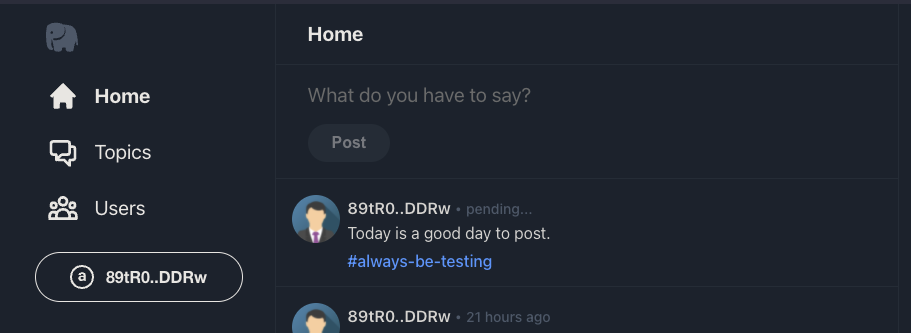 Home
Home
What do you have to say?
Post
Topics
Users
a 89tR0..DDRw
89tR0..DDRw • pending...
Today is a good day to post.
#always-be-testing
89tR0..DDRw • 21 hours ago